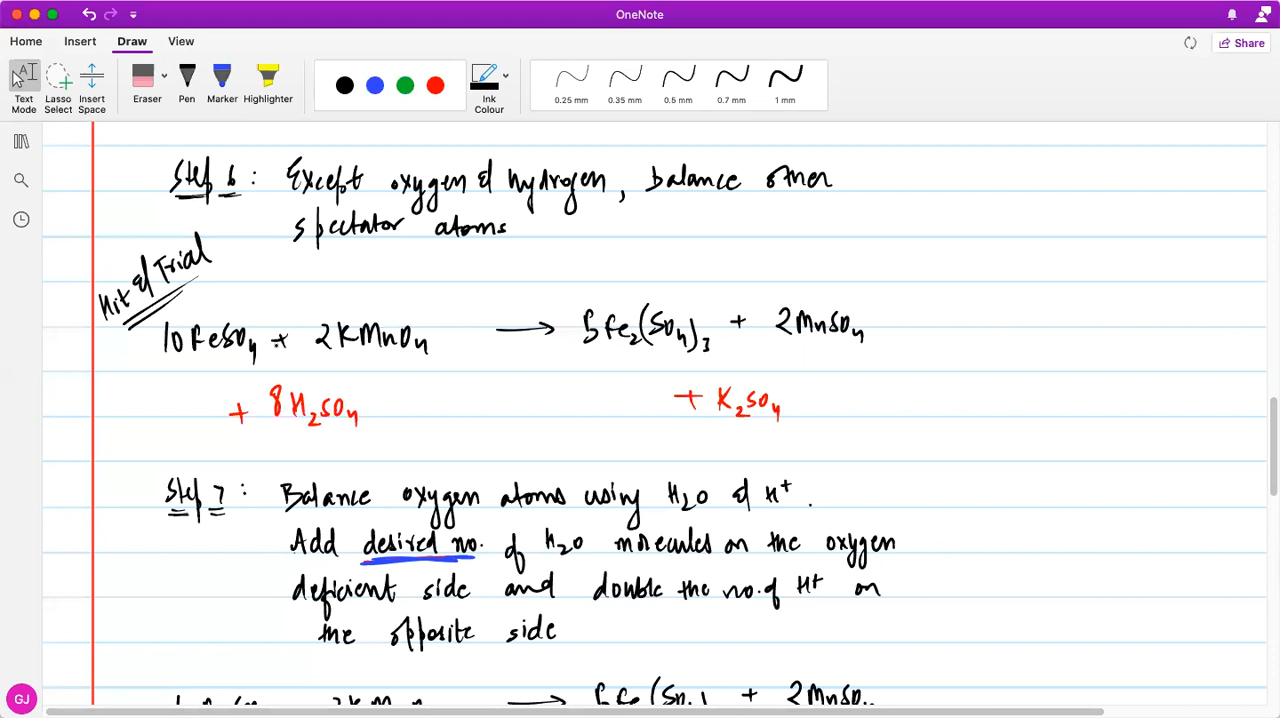 OneNote
Home Insert Draw View
Share
Text Mode
Lasso Select
Insert Space
Eraser
Pen
Marker
Highlighter
Ink Colour
0.25 mm
0.35 mm
0.5 mm
0.7 mm
1 mm
Step 6 : Except oxygen & hydrogen, balance other
spectator atoms
Hit & Trial
10FeSO4 + 2KMnO4 → 5Fe2(SO4)3 + 2MnSO4
+ 8H2SO4 + K2SO4
Step 7 : Balance oxygen atoms using H2O & H+.
Add desired no. of H2O molecules on the oxygen
deficient side and double the no. of H+ on
the opposite side
→ + 2MnSO4
GJ